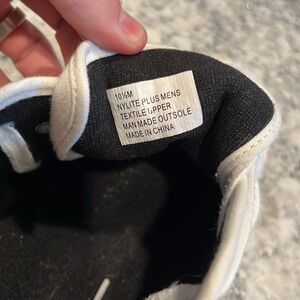 10½M
NYLITE PLUS MENS
TEXTILE UPPER
MAN MADE OUTSOLE
MADE IN CHINA